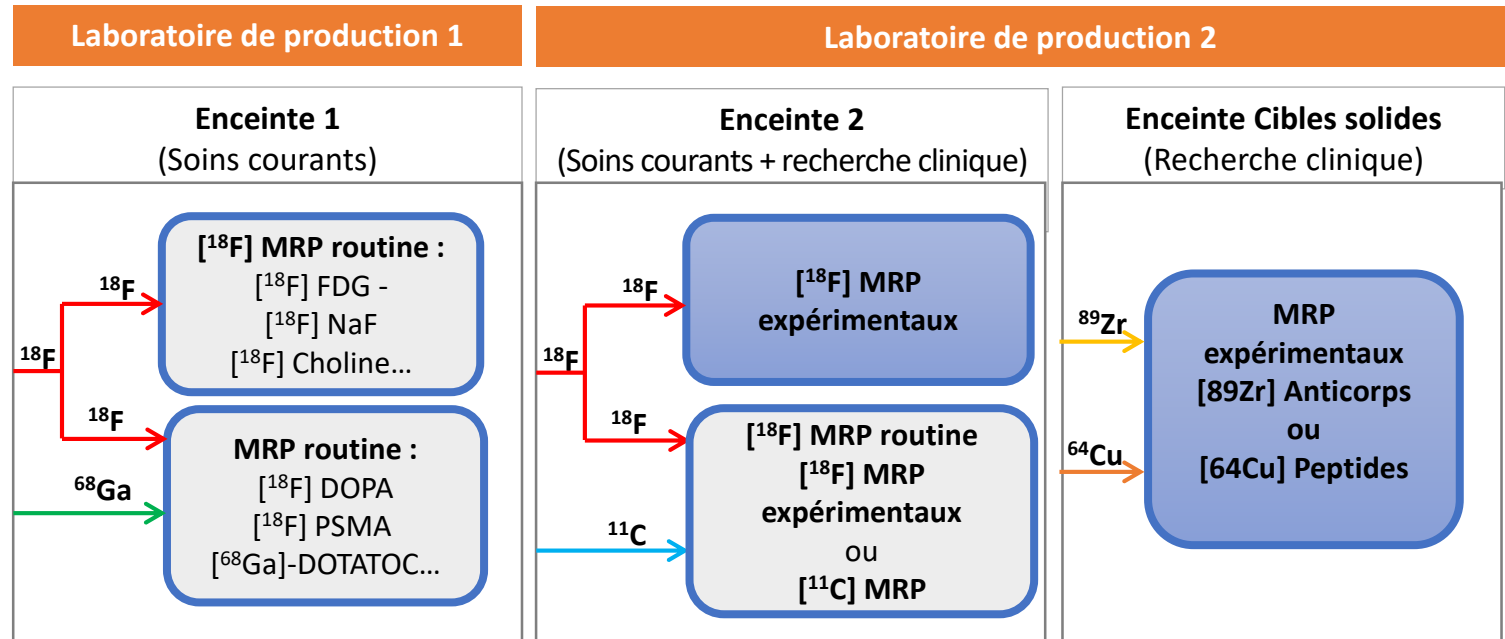 Laboratoire de production 1
Laboratoire de production 2
Enceinte 1
(Soins courants)
¹⁸F
¹⁸F
¹⁸F
⁶⁸Ga
[¹⁸F] MRP routine :
[¹⁸F] FDG -
[¹⁸F] NaF
[¹⁸F] Choline...
MRP routine :
[¹⁸F] DOPA
[¹⁸F] PSMA
[⁶⁸Ga]-DOTATOC...
Enceinte 2
(Soins courants + recherche clinique)
¹⁸F
¹⁸F
¹⁸F
¹¹C
[¹⁸F] MRP
expérimentaux
[¹⁸F] MRP routine
[¹⁸F] MRP
expérimentaux
ou
[¹¹C] MRP
Enceinte Cibles solides
(Recherche clinique)
⁸⁹Zr
⁶⁴Cu
MRP
expérimentaux
[89Zr] Anticorps
ou
[64Cu] Peptides